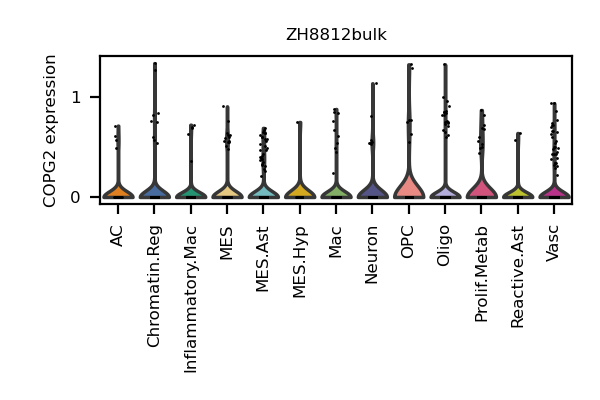 ZH8812bulk
COPG2 expression
1
0
AC
Chromatin.Reg
Inflammatory.Mac
MES
MES.Ast
MES.Hyp
Mac
Neuron
OPC
Oligo
Prolif.Metab
Reactive.Ast
Vasc